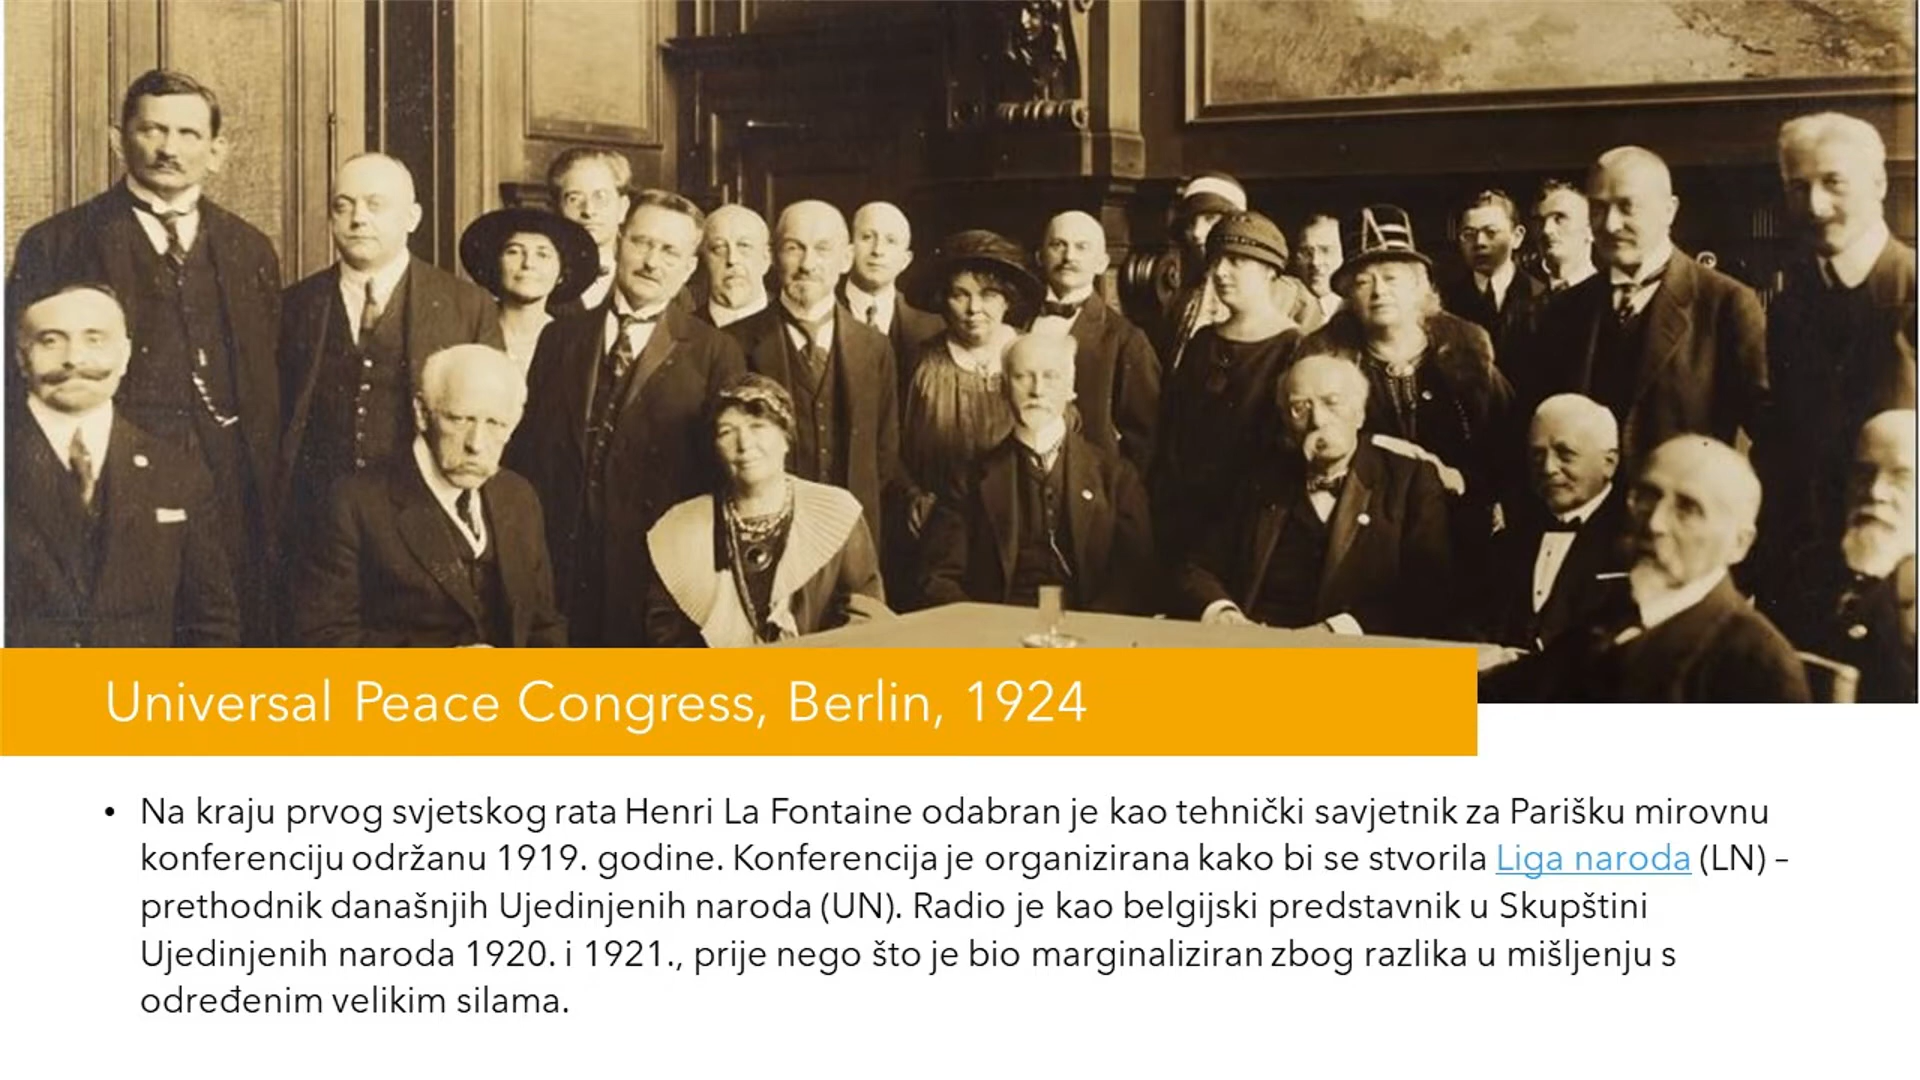 Universal Peace Congress, Berlin, 1924
• Na kraju prvog svjetskog rata Henri La Fontaine odabran je kao tehnički savjetnik za Parišku mirovnu
konferenciju održanu 1919. godine. Konferencija je organizirana kako bi se stvorila Liga naroda (LN) –
prethodnik današnjih Ujedinjenih naroda (UN). Radio je kao belgijski predstavnik u Skupštini
Ujedinjenih naroda 1920. i 1921., prije nego što je bio marginaliziran zbog razlika u mišljenju s
određenim velikim silama.